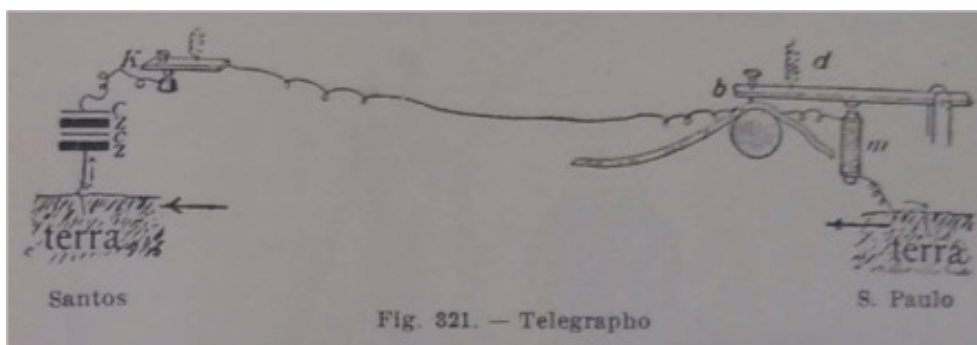 K
C
Z
C
Z
terra
Santos
b
d
m
terra
S. Paulo
Fig. 321. — Telegrapho